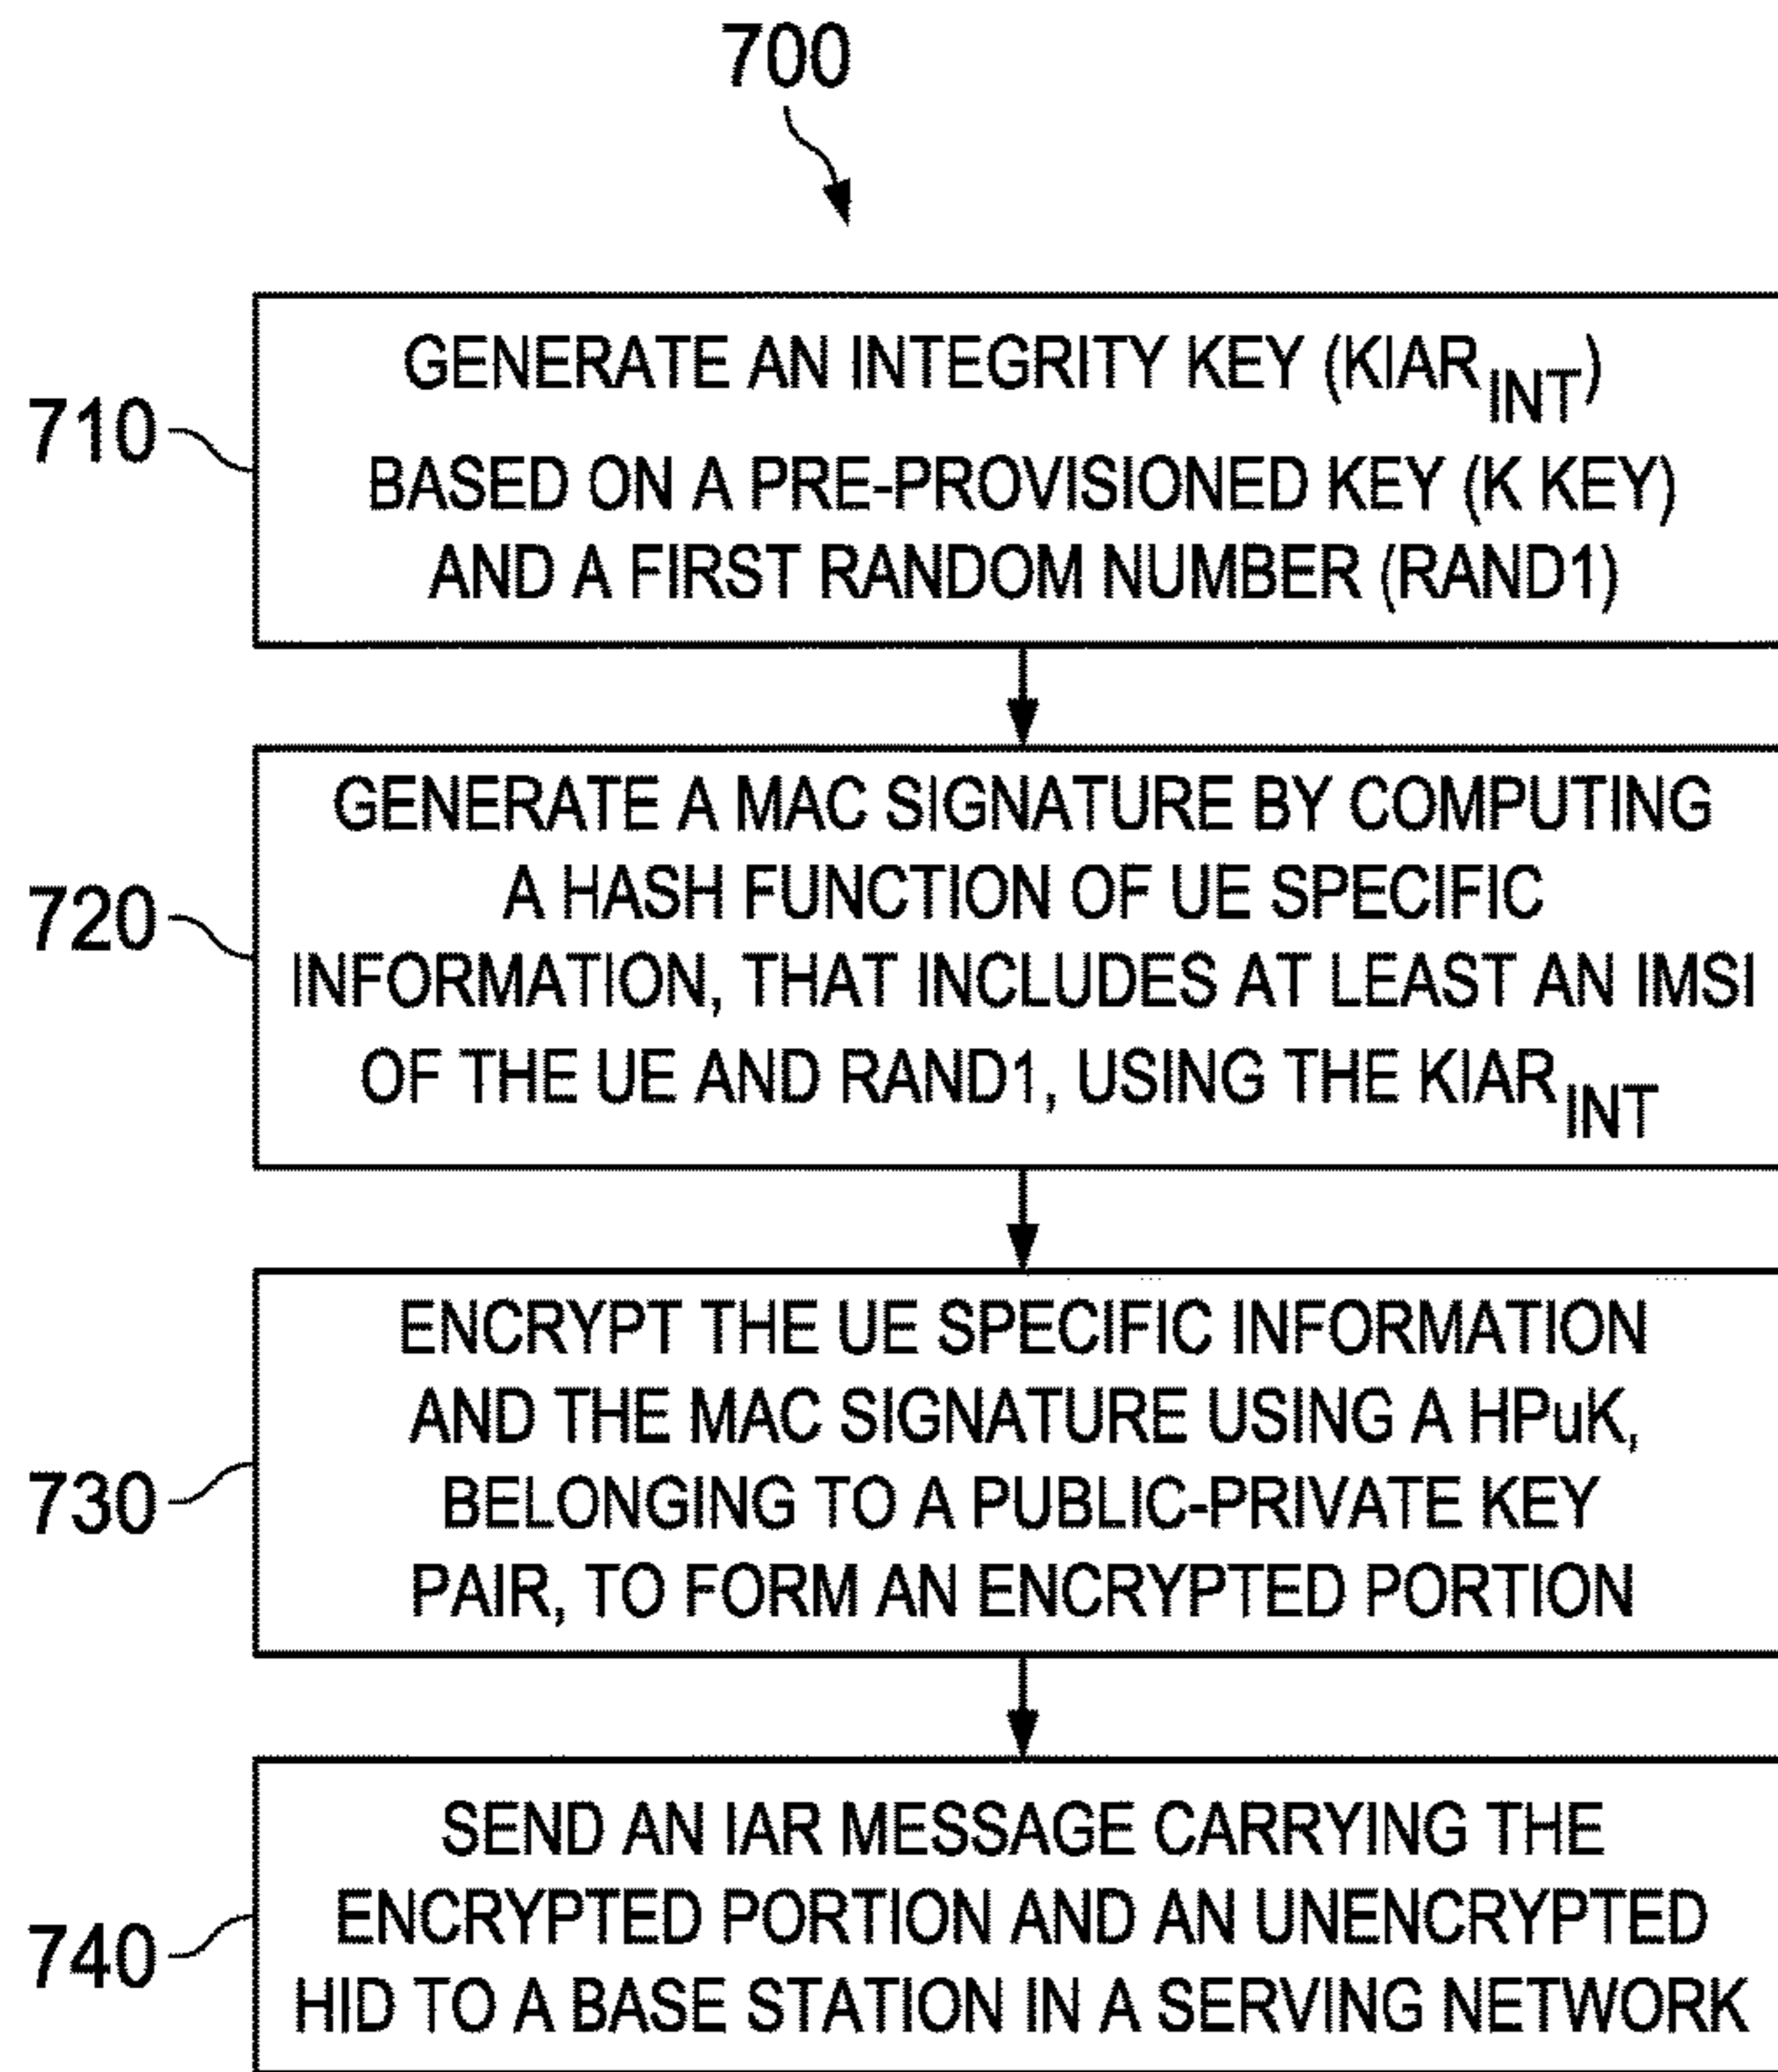 700
710
GENERATE AN INTEGRITY KEY (KIAR_INT)
BASED ON A PRE-PROVISIONED KEY (K KEY)
AND A FIRST RANDOM NUMBER (RAND1)
720
GENERATE A MAC SIGNATURE BY COMPUTING
A HASH FUNCTION OF UE SPECIFIC
INFORMATION, THAT INCLUDES AT LEAST AN IMSI
OF THE UE AND RAND1, USING THE KIAR_INT
730
ENCRYPT THE UE SPECIFIC INFORMATION
AND THE MAC SIGNATURE USING A HPuK,
BELONGING TO A PUBLIC-PRIVATE KEY
PAIR, TO FORM AN ENCRYPTED PORTION
740
SEND AN IAR MESSAGE CARRYING THE
ENCRYPTED PORTION AND AN UNENCRYPTED
HID TO A BASE STATION IN A SERVING NETWORK